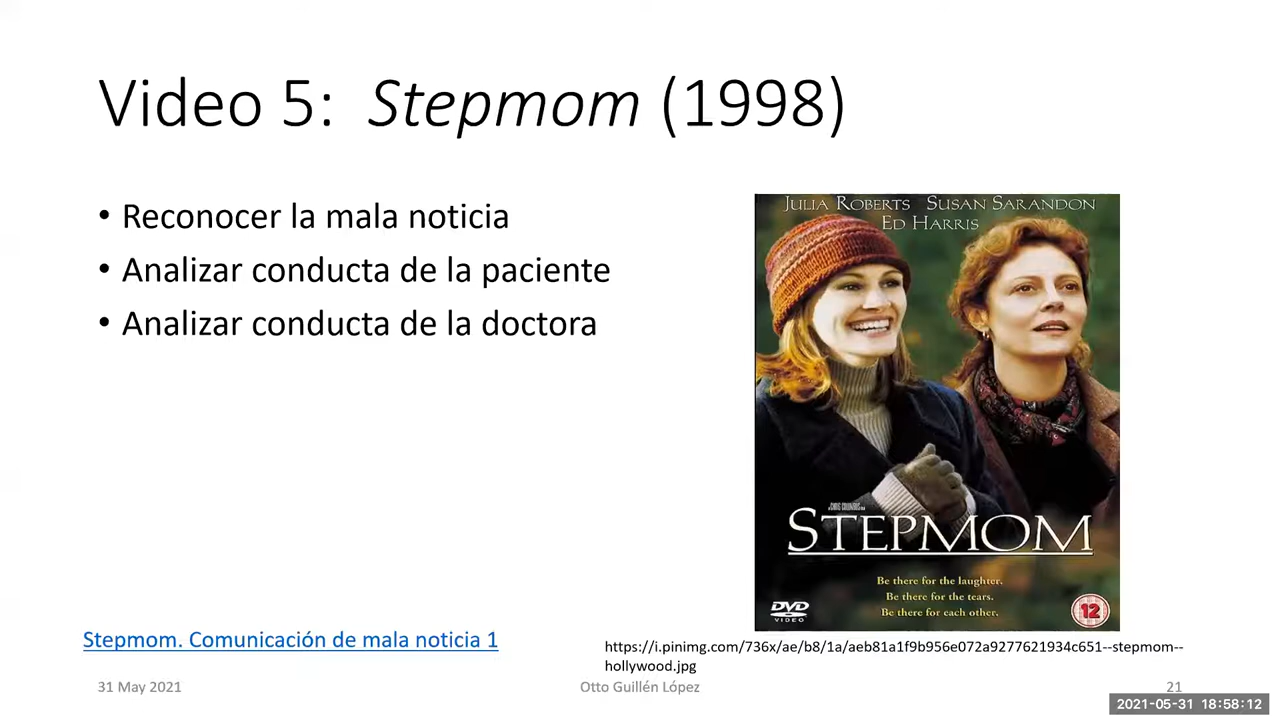 Video 5: Stepmom (1998)
• Reconocer la mala noticia
• Analizar conducta de la paciente
• Analizar conducta de la doctora
JULIA ROBERTS SUSAN SARANDON
ED HARRIS
STEPMOM
Be there for the laughter.
Be there for the tears.
Be there for each other.
DVD
VIDEO
12
Stepmom. Comunicación de mala noticia 1
https://i.pinimg.com/736x/ae/b8/1a/aeb81a1f9b956e072a9277621934c651--stepmom--
hollywood.jpg
31 May 2021
Otto Guillén López
21
2021-05-31 18:58:12